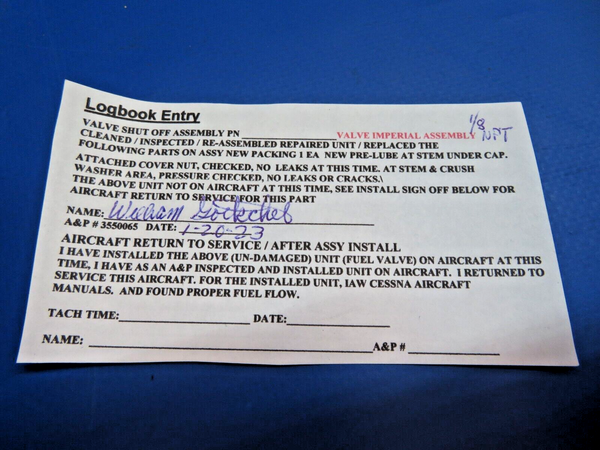 Logbook Entry
VALVE SHUT OFF ASSEMBLY PN VALVE IMPERIAL ASSEMBLY 1/8 NPT
CLEANED / INSPECTED / RE-ASSEMBLED REPAIRED UNIT / REPLACED THE
FOLLOWING PARTS ON ASSY NEW PACKING 1 EA NEW PRE-LUBE AT STEM UNDER CAP.
ATTACHED COVER NUT, CHECKED, NO LEAKS AT THIS TIME. AT STEM & CRUSH
WASHER AREA, PRESSURE CHECKED, NO LEAKS OR CRACKS.\
THE ABOVE UNIT NOT ON AIRCRAFT AT THIS TIME, SEE INSTALL SIGN OFF BELOW FOR
AIRCRAFT RETURN TO SERVICE FOR THIS PART
NAME: William
A&P # 3550065 DATE: 1-20-23
AIRCRAFT RETURN TO SERVICE / AFTER ASSY INSTALL
I HAVE INSTALLED THE ABOVE (UN-DAMAGED) UNIT (FUEL VALVE) ON AIRCRAFT AT THIS
TIME, I HAVE AS AN A&P INSPECTED AND INSTALLED UNIT ON AIRCRAFT. I RETURNED TO
SERVICE THIS AIRCRAFT. FOR THE INSTALLED UNIT, IAW CESSNA AIRCRAFT
MANUALS. AND FOUND PROPER FUEL FLOW.
TACH TIME: DATE:
NAME: A&P #